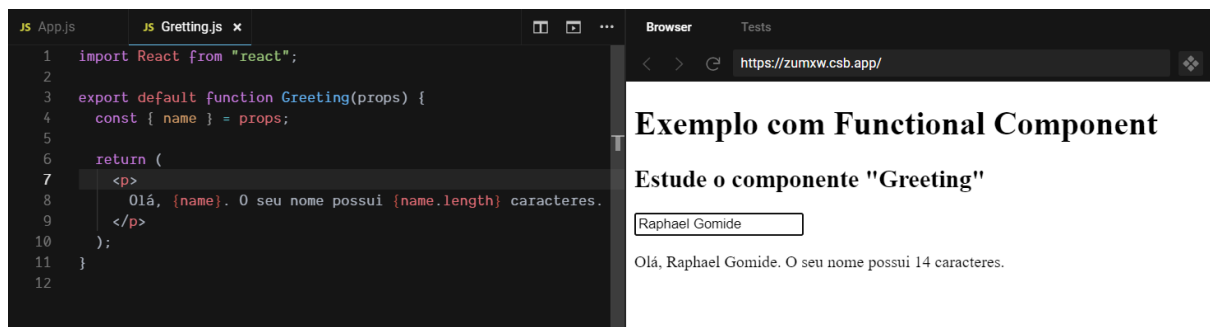 JS App.js JS Gretting.js × ...
1 import React from "react";
2
3 export default function Greeting(props) {
4 const { name } = props;
5
6 return (
7 <p>
8 Olá, {name}. O seu nome possui {name.length} caracteres.
9 </p>
10 );
11 }
12
Browser Tests
https://zumxw.csb.app/
Exemplo com Functional Component
Estude o componente "Greeting"
Raphael Gomide
Olá, Raphael Gomide. O seu nome possui 14 caracteres.